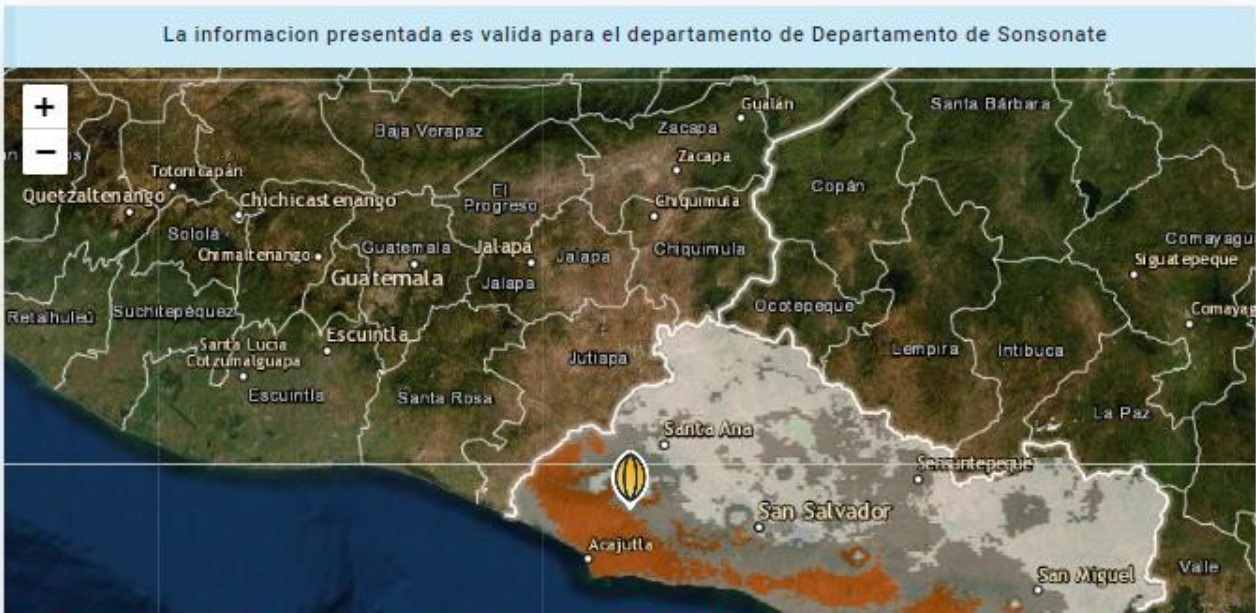 La informacion presentada es valida para el departamento de Departamento de Sonsonate
+
−
Gualán
Santa Bárbara
Baja Verapaz
Zacapa
Zacapa
Totonicapán
Copán
Quetzaltenango
Chichicastenango
El
Progreso
Chiquimula
Sololá
Guatemala
Jalapa
Jalapa
Chiquimula
Comayagu
Chimaltenango
Siguatepeque
Guatemala
Jalapa
Retalhuleu
Suchitepéquez
Ocotepeque
Comayag
Escuintla
Santa Lucia
Cotzumalguapa
Jutiapa
Lempira
Intibuca
Escuintla
Santa Rosa
La Paz
Santa Ana
Sensuntepeque
San Salvador
Acajutla
San Miguel
Valle